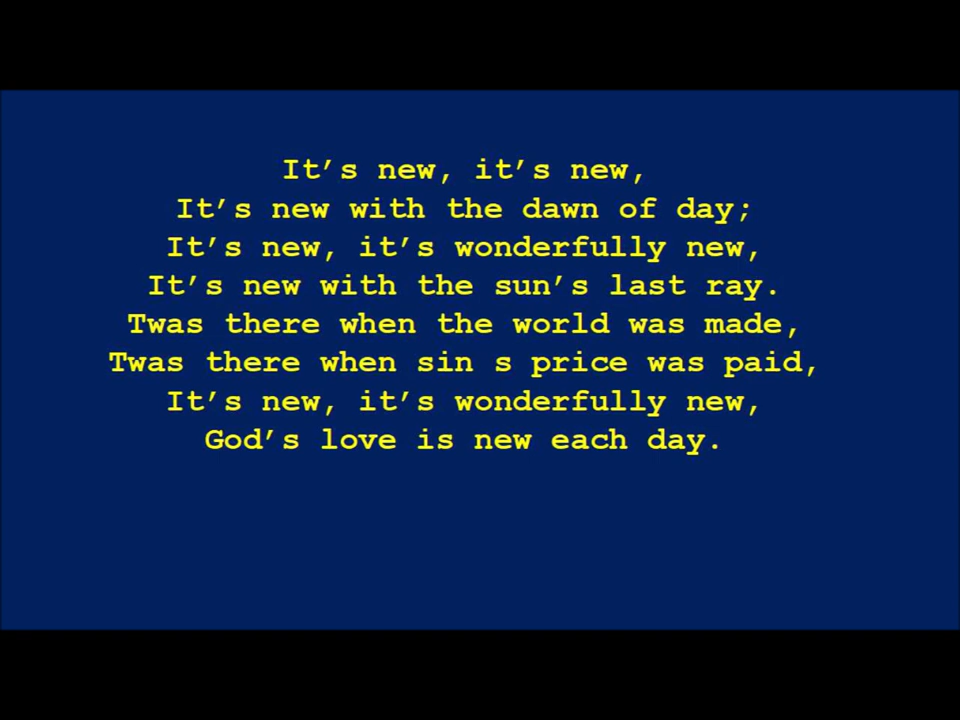 It’s new, it’s new,
It’s new with the dawn of day;
It’s new, it’s wonderfully new,
It’s new with the sun’s last ray.
Twas there when the world was made,
Twas there when sin s price was paid,
It’s new, it’s wonderfully new,
God’s love is new each day.